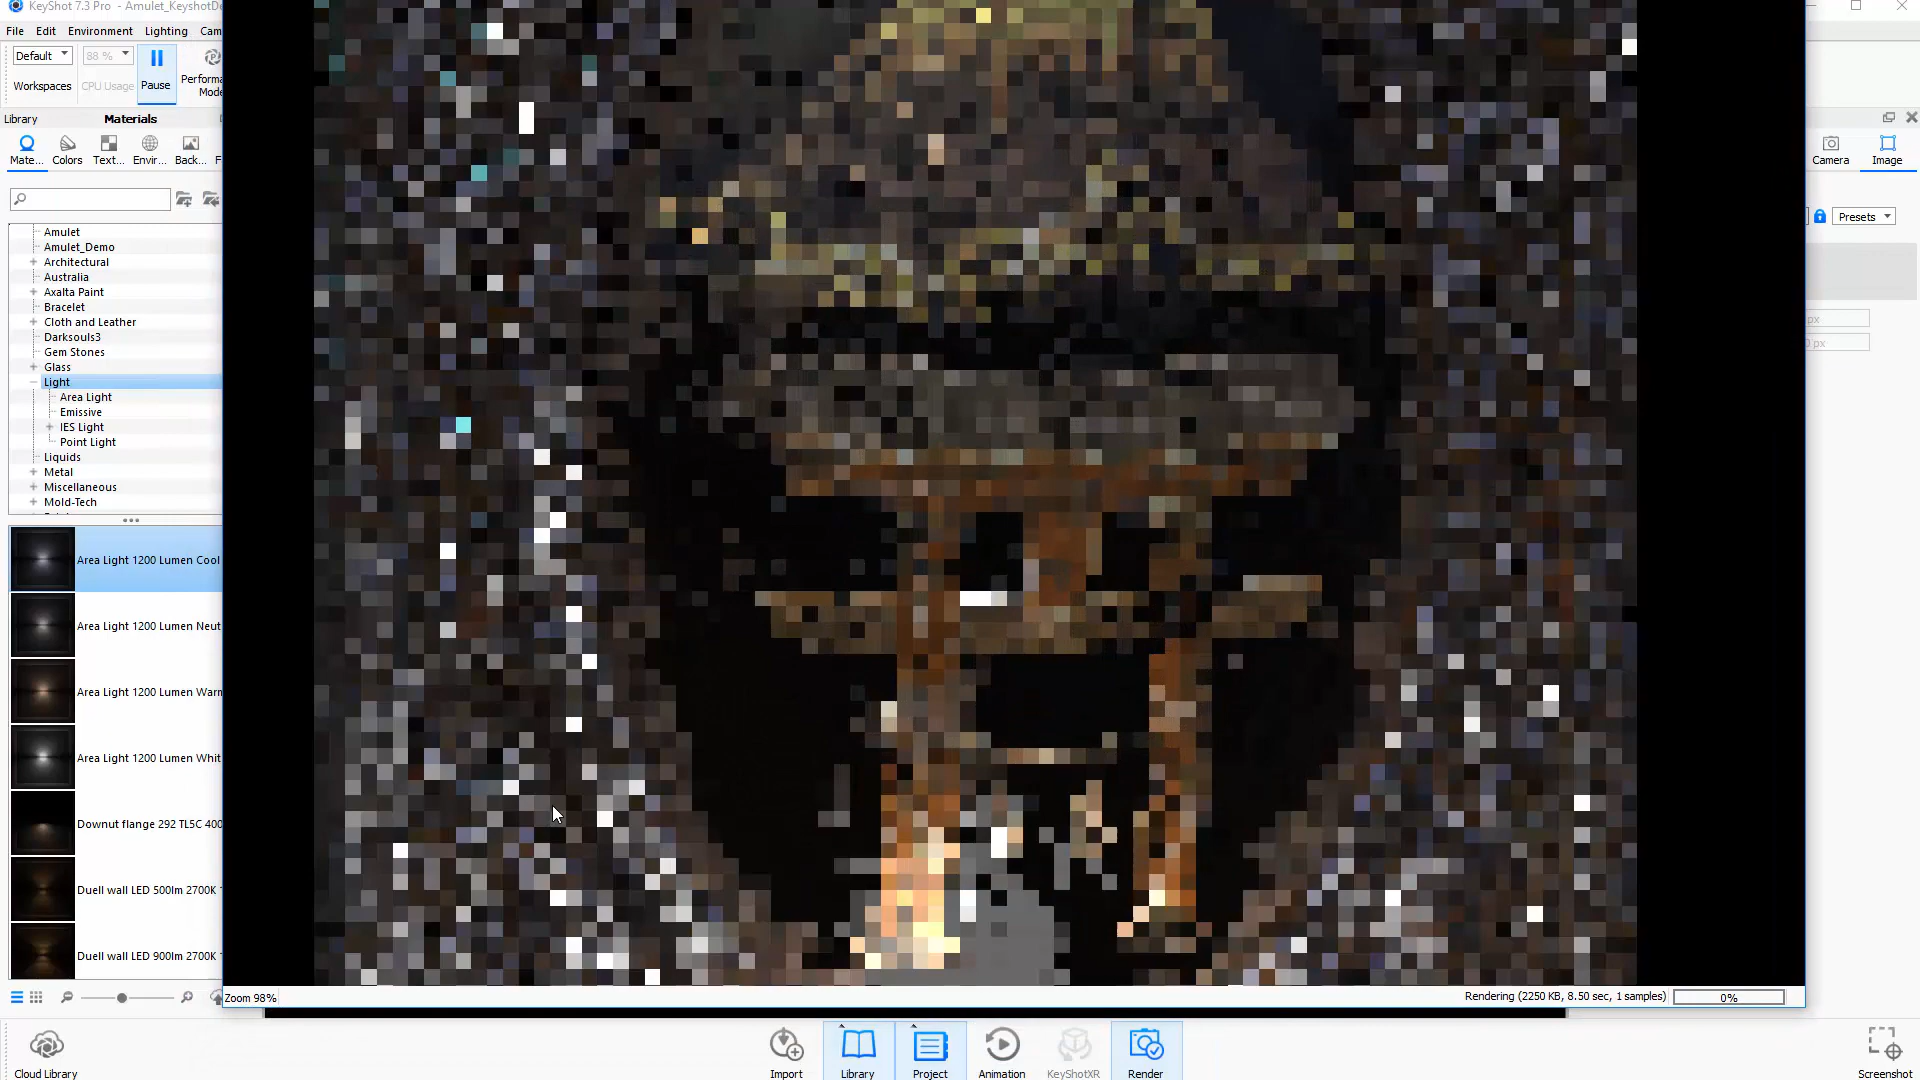 KeyShot 7.3 Pro - Amulet_KeyshotDe
File Edit Environment Lighting Cam
Default 88 % Pause Performa
Workspaces CPU Usage Mode
Library Materials
Mate... Colors Text... Envir... Back... F
Camera Image
Presets
px
0 px
Amulet
Amulet_Demo
Architectural
Australia
Axalta Paint
Bracelet
Cloth and Leather
Darksouls3
Gem Stones
Glass
Light
Area Light
Emissive
IES Light
Point Light
Liquids
Metal
Miscellaneous
Mold-Tech
Area Light 1200 Lumen Cool
Area Light 1200 Lumen Neut
Area Light 1200 Lumen Warm
Area Light 1200 Lumen Whit
Downut flange 292 TL5C 400
Duell wall LED 500lm 2700K
Duell wall LED 900lm 2700K
Zoom 98% Rendering (2250 KB, 8.50 sec, 1 samples) 0%
Cloud Library Import Library Project Animation KeyShotXR Render Screenshot